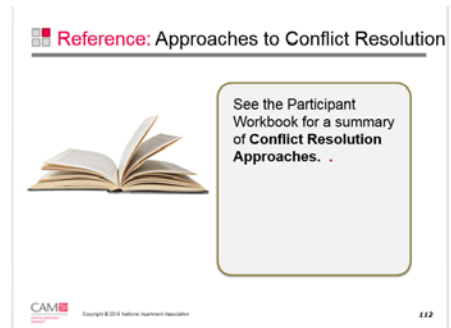 Reference: Approaches to Conflict Resolution
See the Participant
Workbook for a summary
of Conflict Resolution
Approaches. .
CAM
Copyright © 2016 National Apartment Association
112